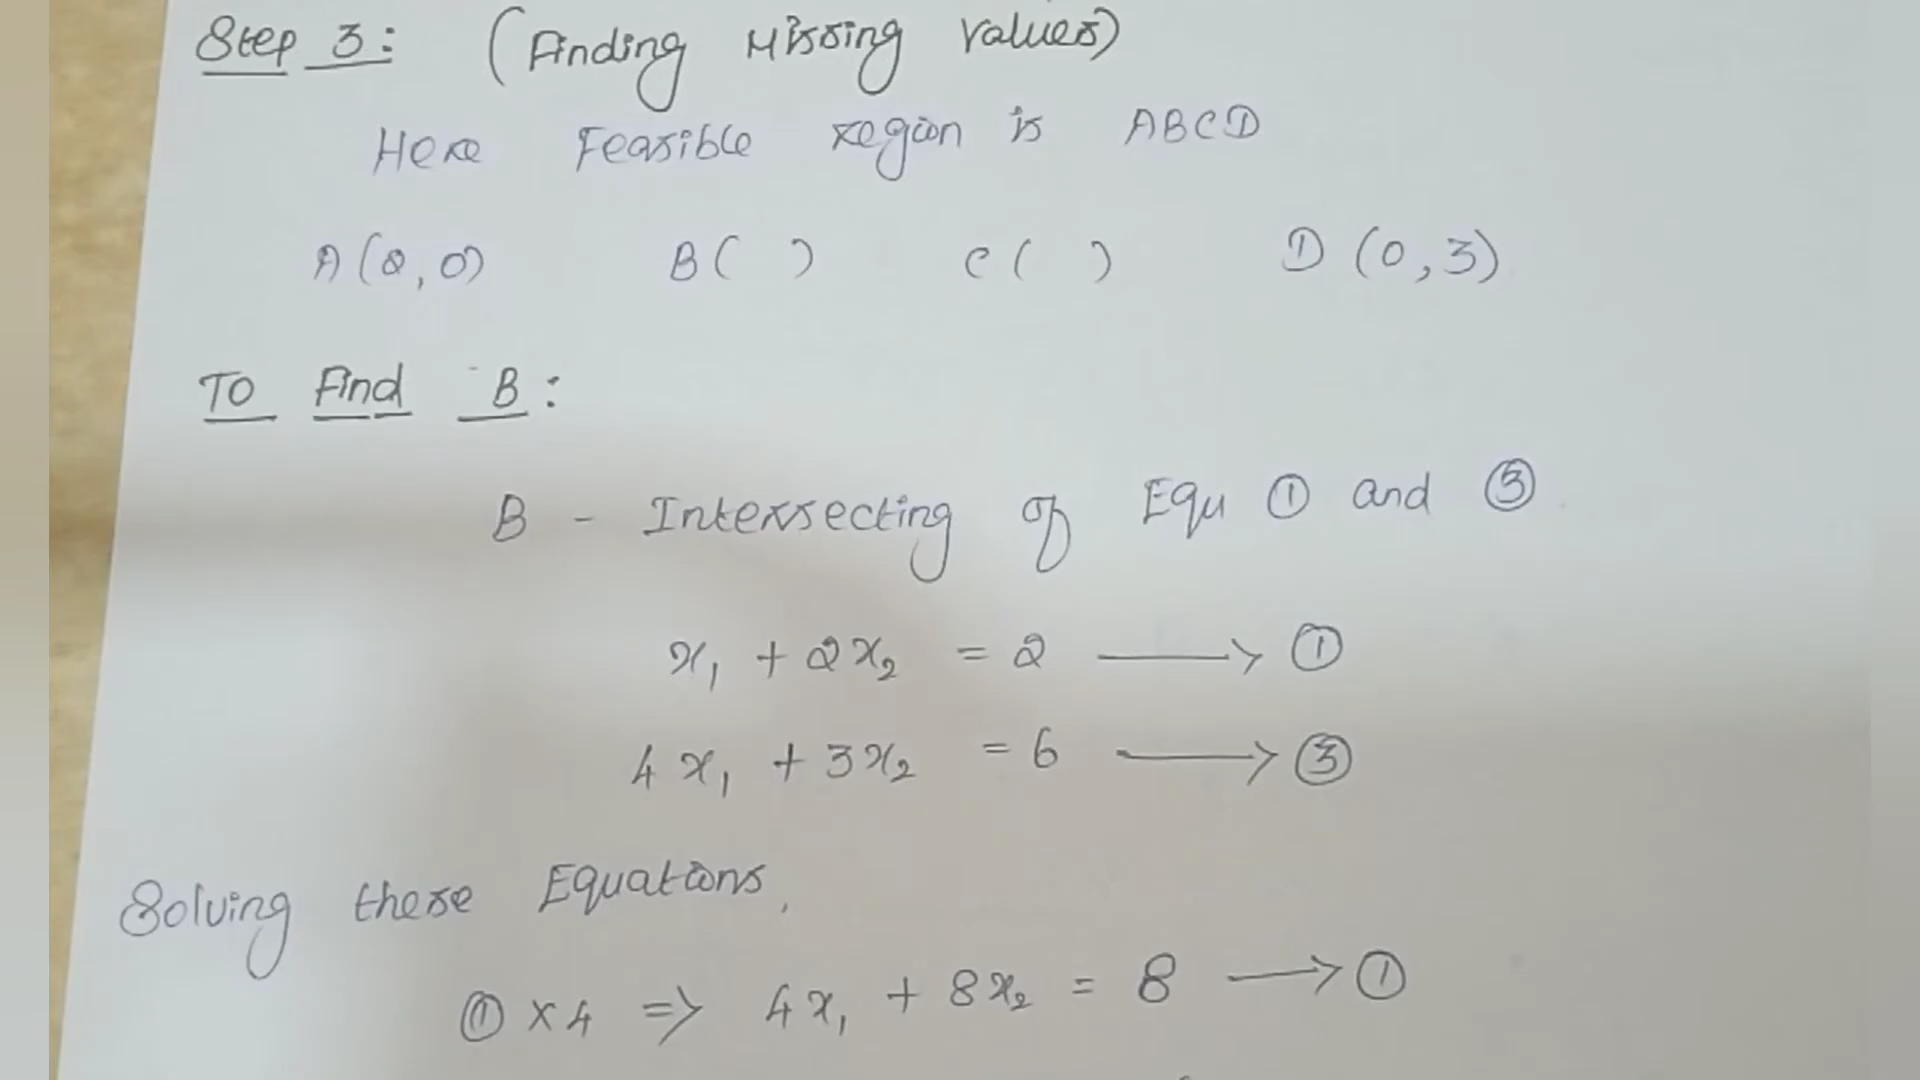 Step 3: (Finding Missing Values)
Here Feasible region is ABCD
A(2,0) B( ) C( ) D(0,3)
To Find B:
B - Intersecting of Equ ① and ③
x₁ + 2x₂ = 2 → ①
4x₁ + 3x₂ = 6 → ③
Solving these Equations,
① × 4 ⇒ 4x₁ + 8x₂ = 8 → ①